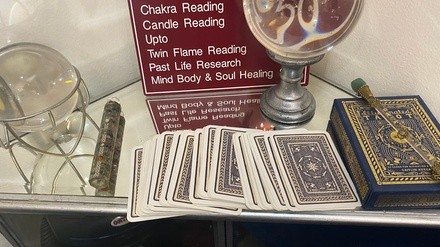 Chakra Reading
Candle Reading
Upto
Twin Flame Reading
Past Life Research
Mind Body & Soul Healing